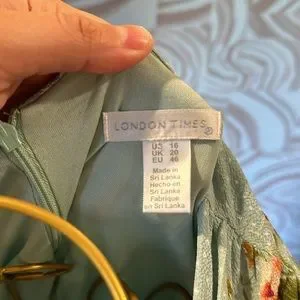 LONDON TIMES®
US 16
UK 20
EU 46
Made in
Sri Lanka
Hecho en
Sri Lanka
Fabrique
en Sri Lanka